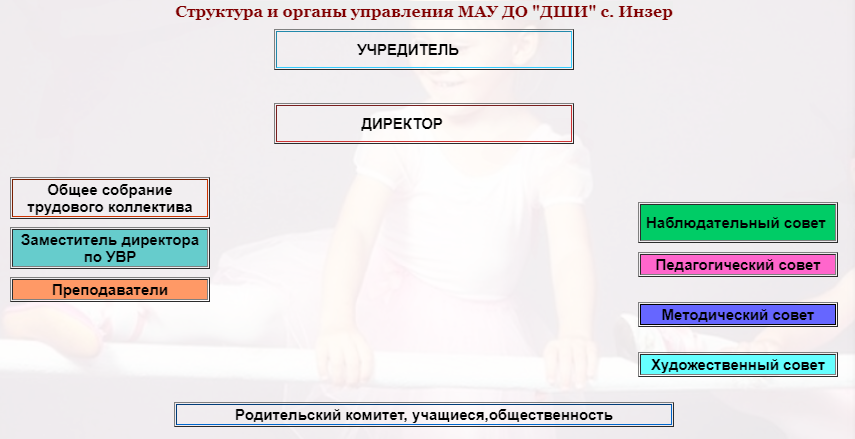 Структура и органы управления МАУ ДО "ДШИ" с. Инзер
УЧРЕДИТЕЛЬ
ДИРЕКТОР
Общее собрание
трудового коллектива
Заместитель директора
по УВР
Преподаватели
Наблюдательный совет
Педагогический совет
Методический совет
Художественный совет
Родительский комитет, учащиеся,общественность